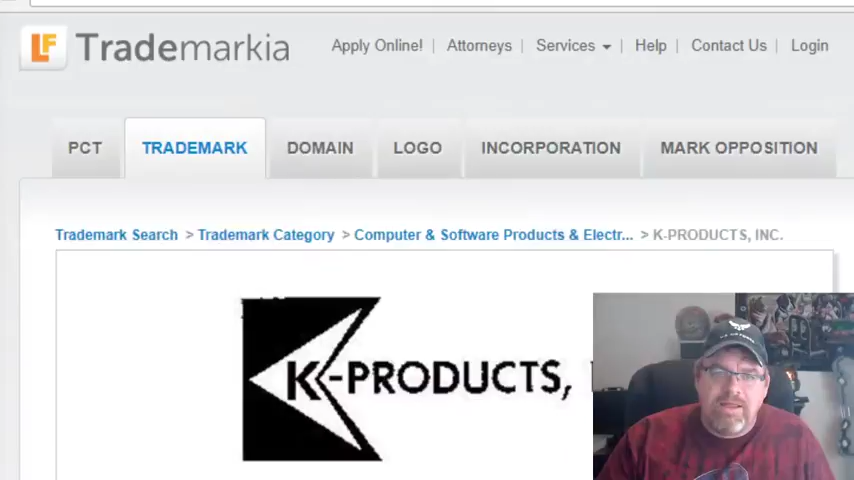 LF Trademarkia
Apply Online! | Attorneys | Services | Help | Contact Us | Login
PCT TRADEMARK DOMAIN LOGO INCORPORATION MARK OPPOSITION
Trademark Search > Trademark Category > Computer & Software Products & Electr... > K-PRODUCTS, INC.
K-PRODUCTS,